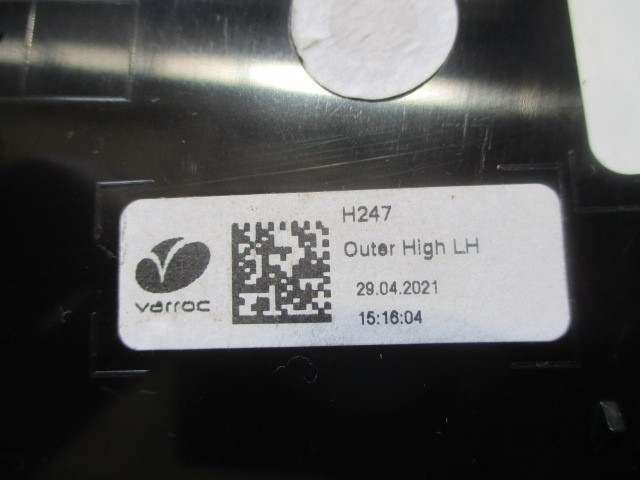 H247
Outer High LH
29.04.2021
15:16:04
varroc